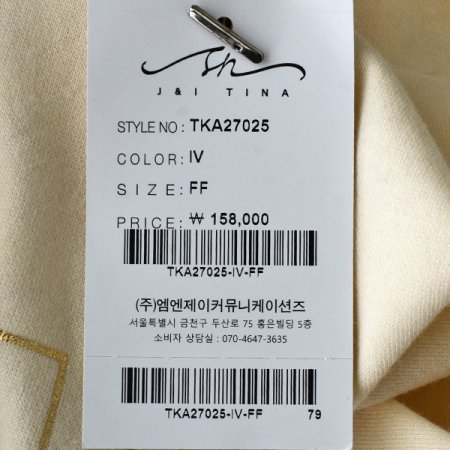 J&I TINA
STYLE NO: TKA27025
COLOR: IV
SIZE: FF
PRICE: ₩ 158,000
TKA27025-IV-FF
(주)엠엔제이커뮤니케이션즈
서울특별시 금천구 두산로 75 홍은빌딩 5층
소비자 상담실 : 070-4647-3635
TKA27025-IV-FF 79